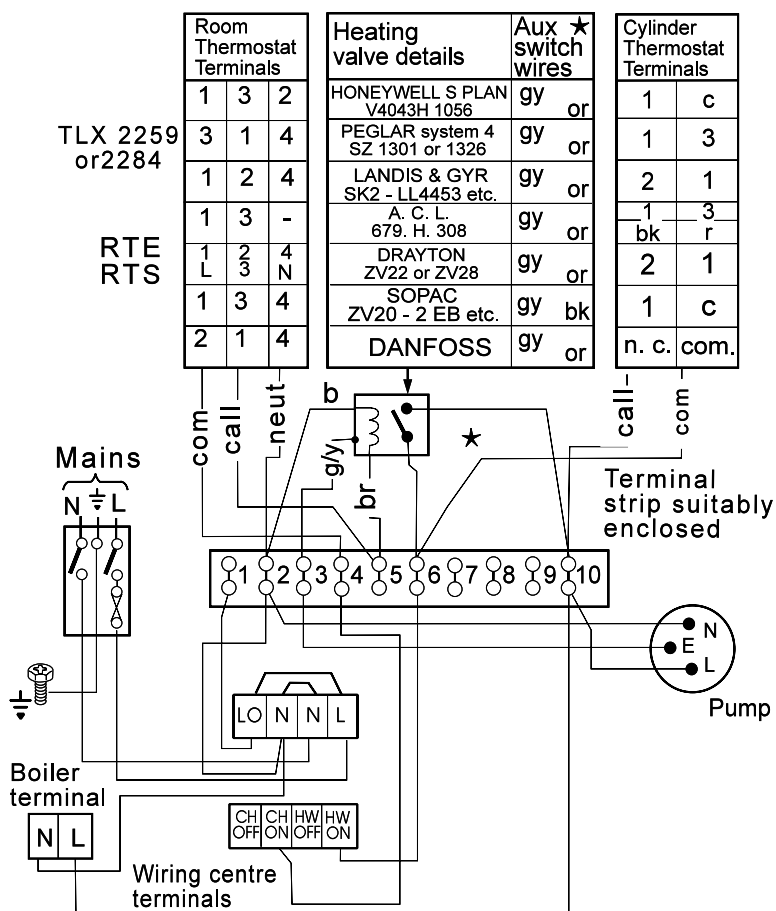 Room
Thermostat
Terminals
1 3 2
3 1 4
1 2 4
1 3 -
1 2 4
L 3 N
1 3 4
2 1 4
TLX 2259
or2284
RTE
RTS
Heating
valve details
Aux ★
switch
wires
HONEYWELL S PLAN
V4043H 1056
gy or
PEGLAR system 4
SZ 1301 or 1326
gy or
LANDIS & GYR
SK2 - LL4453 etc.
gy or
A. C. L.
679. H. 308
gy or
DRAYTON
ZV22 or ZV28
gy or
SOPAC
ZV20 - 2 EB etc.
gy bk
DANFOSS
gy or
Cylinder
Thermostat
Terminals
1 c
1 3
2 1
1 3
bk r
2 1
1 c
n. c. com.
com
call
neut
b
g/y
br
★
call
com
Terminal
strip suitably
enclosed
Mains
N L
1 2 3 4 5 6 7 8 9 10
N
E
L
Pump
LO N N L
Boiler
terminal
N L
CH OFF
CH ON
HW OFF
HW ON
Wiring centre
terminals